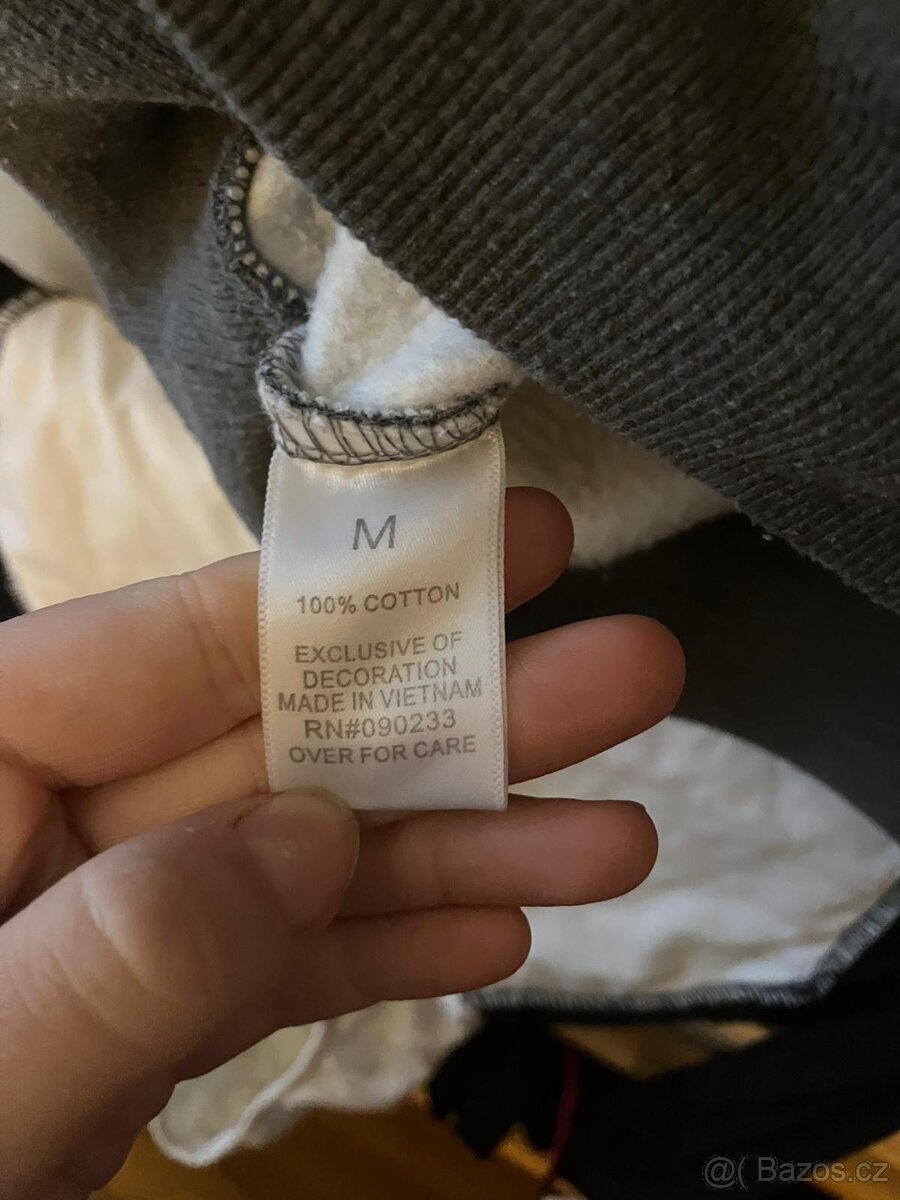 M
100% COTTON
EXCLUSIVE OF
DECORATION
MADE IN VIETNAM
RN#090233
OVER FOR CARE
@( Bazos.cz